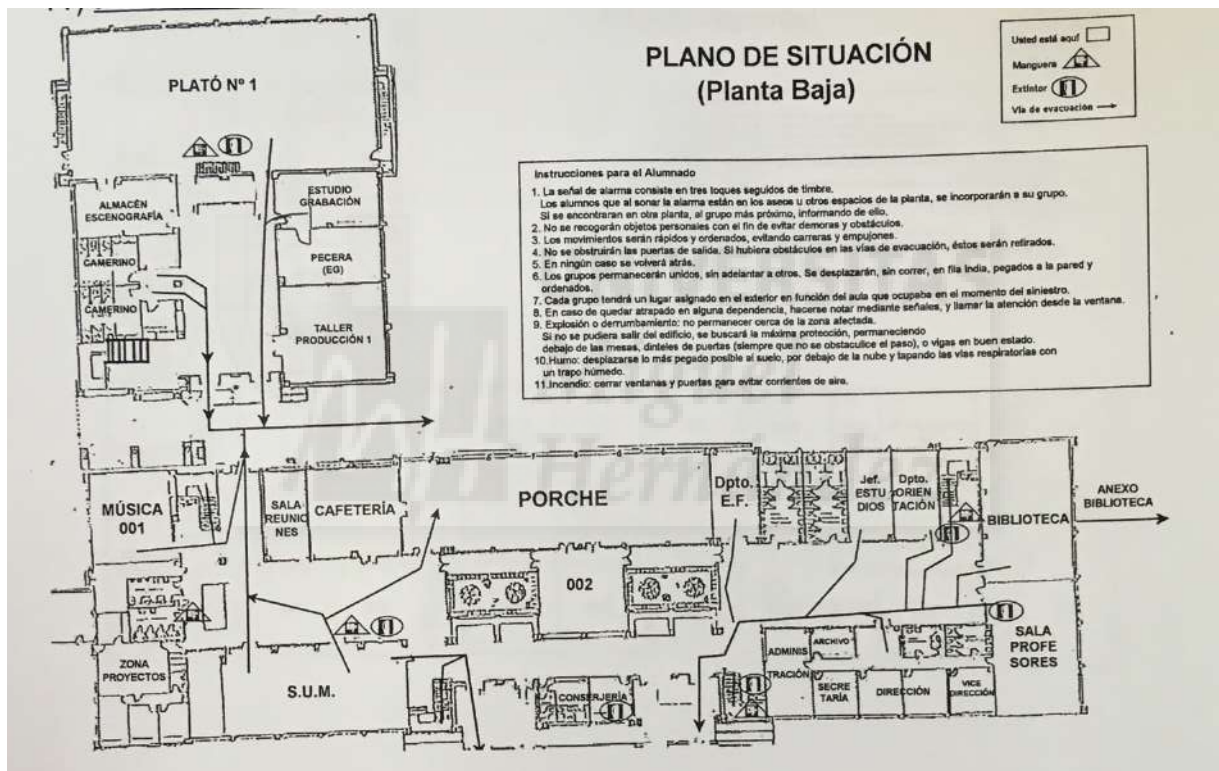 PLANO DE SITUACIÓN
(Planta Baja)
Usted está aquí
Manguera
Extintor
Vía de evacuación
Instrucciones para el Alumnado
1. La señal de alarma consiste en tres toques seguidos de timbre.
Los alumnos que al sonar la alarma están en los aseos u otros espacios de la planta, se incorporarán a su grupo.
Si se encontraran en otra planta, al grupo más próximo, informando de ello.
2. No se recogerán objetos personales con el fin de evitar demoras y obstáculos.
3. Los movimientos serán rápidos y ordenados, evitando carreras y empujones.
4. No se obstruirán las puertas de salida. Si hubiera obstáculos en las vías de evacuación, éstos serán retirados.
5. En ningún caso se volverá atrás.
6. Los grupos permanecerán unidos, sin adelantar a otros. Se desplazarán, sin correr, en fila india, pegados a la pared y
ordenados.
7. Cada grupo tendrá un lugar asignado en el exterior en función del aula que ocupaba en el momento del siniestro.
8. En caso de quedar atrapado en alguna dependencia, hacerse notar mediante señales, y llamar la atención desde la ventana.
9. Explosión o derrumbamiento: no permanecer cerca de la zona afectada.
Si no se pudiera salir del edificio, se buscará la máxima protección, permaneciendo
debajo de las mesas, dinteles de puertas (siempre que no se obstaculice el paso), o vigas en buen estado.
10. Humo: desplazarse lo más pegado posible al suelo, por debajo de la nube y tapando las vías respiratorias con
un trapo húmedo.
11. Incendio: cerrar ventanas y puertas para evitar corrientes de aire.
PLATÓ Nº 1
ALMACÉN
ESCENOGRAFÍA
ESTUDIO
GRABACIÓN
CAMERINO
PECERA
(EG)
CAMERINO
TALLER
PRODUCCIÓN 1
Miguel
Hernández
MÚSICA
001
SALA
REUNIO
NES
CAFETERÍA
PORCHE
Dpto.
E.F.
Jef.
ESTU
DIOS
Dpto.
ORIEN
TACIÓN
BIBLIOTECA
ANEXO
BIBLIOTECA
002
ZONA
PROYECTOS
S.U.M.
CONSERJERÍA
ADMINIS
TRACIÓN
ARCHIVO
SECRE
TARÍA
DIRECCIÓN
VICE
DIRECCIÓN
SALA
PROFE
SORES